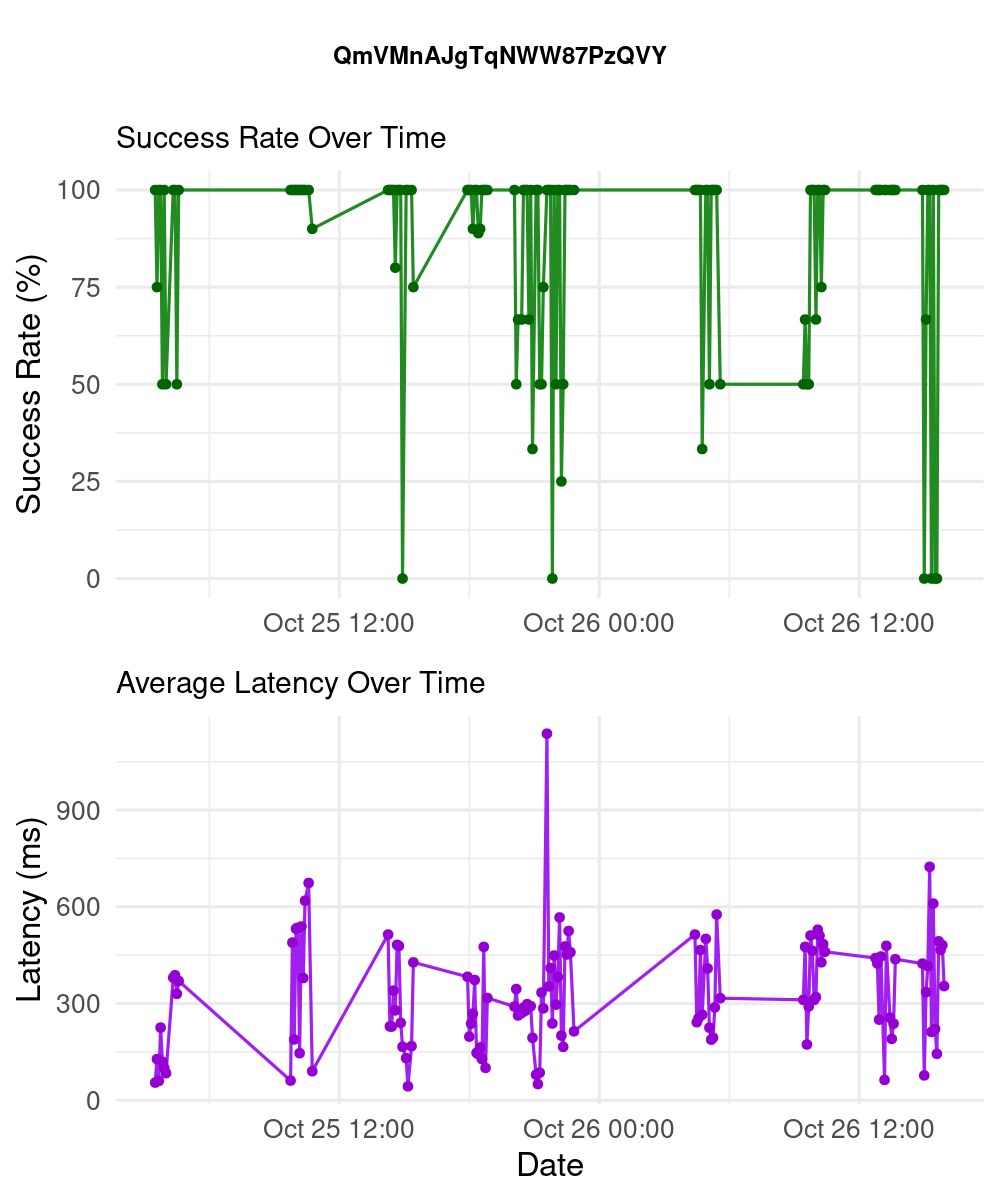 QmVMnAJgTqNWW87PzQVY
Success Rate Over Time
Success Rate (%)
100
75
50
25
0
Oct 25 12:00 Oct 26 00:00 Oct 26 12:00
Average Latency Over Time
Latency (ms)
900
600
300
0
Oct 25 12:00 Oct 26 00:00 Oct 26 12:00
Date